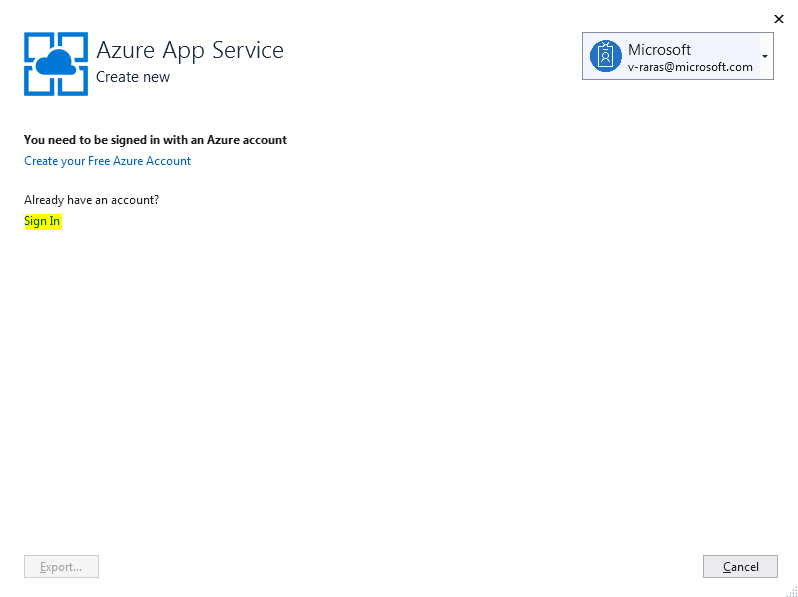 Azure App Service
Create new
Microsoft
v-raras@microsoft.com
You need to be signed in with an Azure account
Create your Free Azure Account
Already have an account?
Sign In
Export...
Cancel